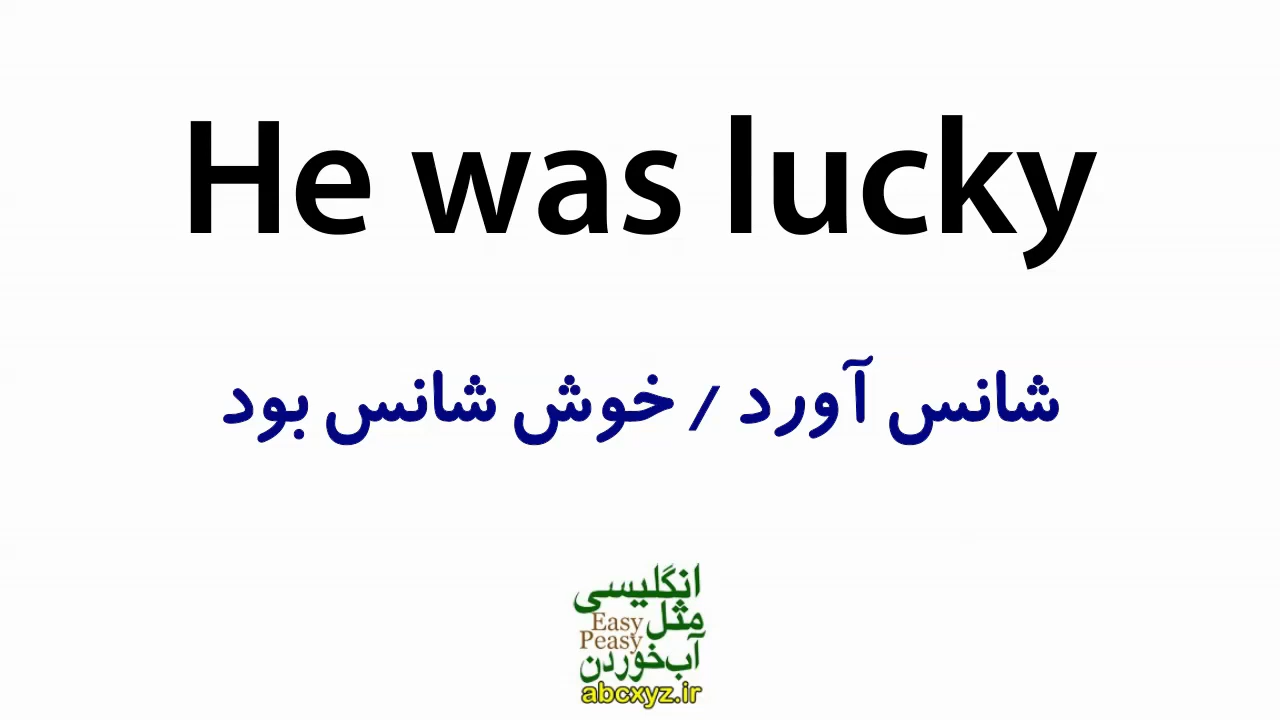 He was lucky
شانس آورد / خوش شانس بود
انگلیسی
مثل
Easy
Peasy
آب‌خوردن
abcxyz.ir